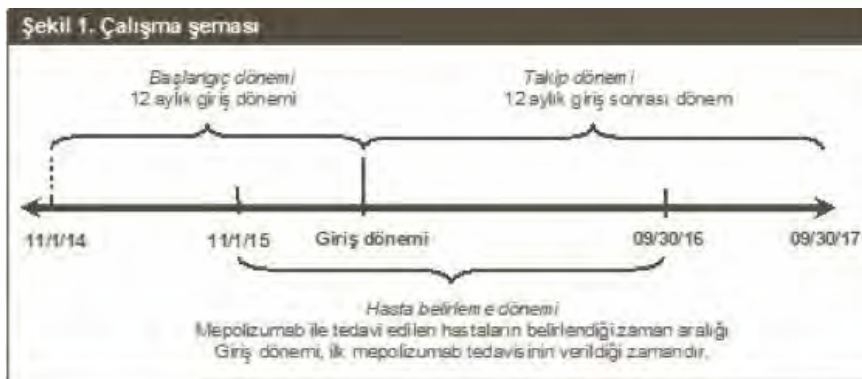 Şekil 1. Çalışma şeması
Başlangıç dönemi
12 aylık giriş dönemi
Takip dönemi
12 aylık giriş sonrası dönem
11/1/14
11/1/15
Giriş dönemi
09/30/16
09/30/17
Hasta belirleme dönemi
Mepolizumab ile tedavi edilen hastaların belirlendiği zaman aralığı
Giriş dönemi, ilk mepolizumab tedavisinin verildiği zamandır.